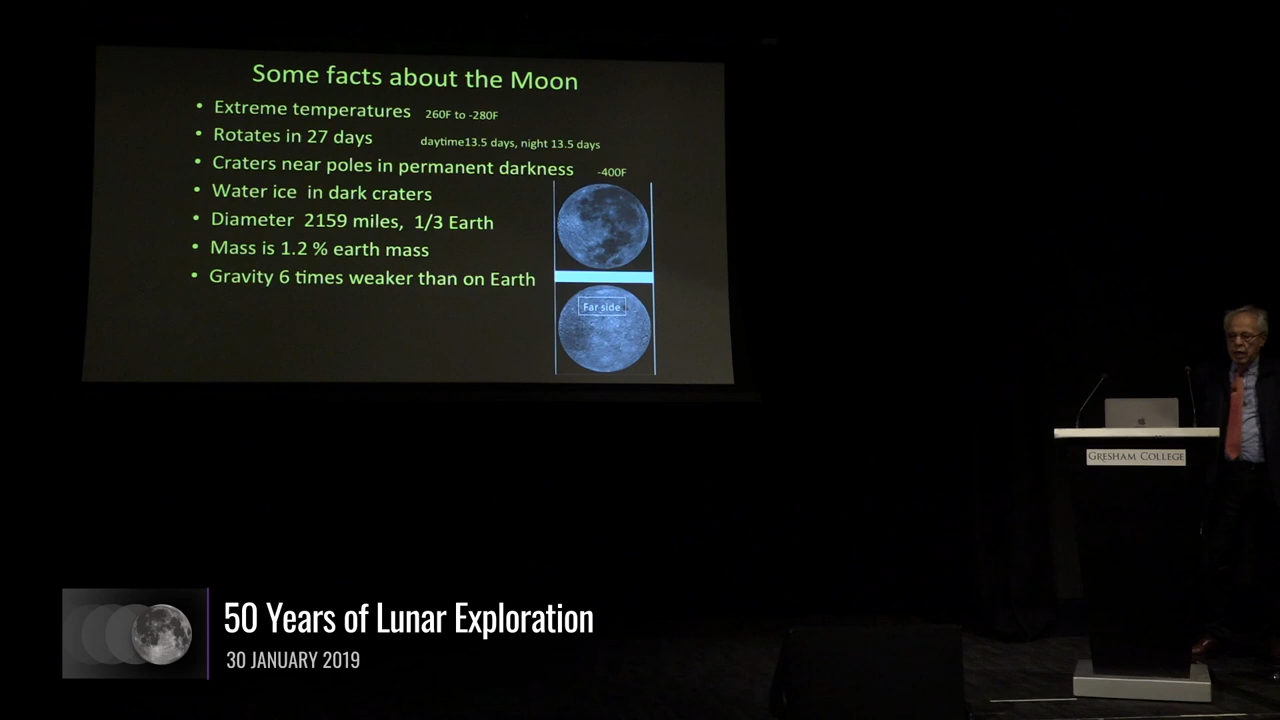 Some facts about the Moon
• Extreme temperatures 260F to -280F
• Rotates in 27 days daytime13.5 days, night 13.5 days
• Craters near poles in permanent darkness -400F
• Water ice in dark craters
• Diameter 2159 miles, 1/3 Earth
• Mass is 1.2 % earth mass
• Gravity 6 times weaker than on Earth
Far side
GRESHAM COLLEGE
50 Years of Lunar Exploration
30 JANUARY 2019